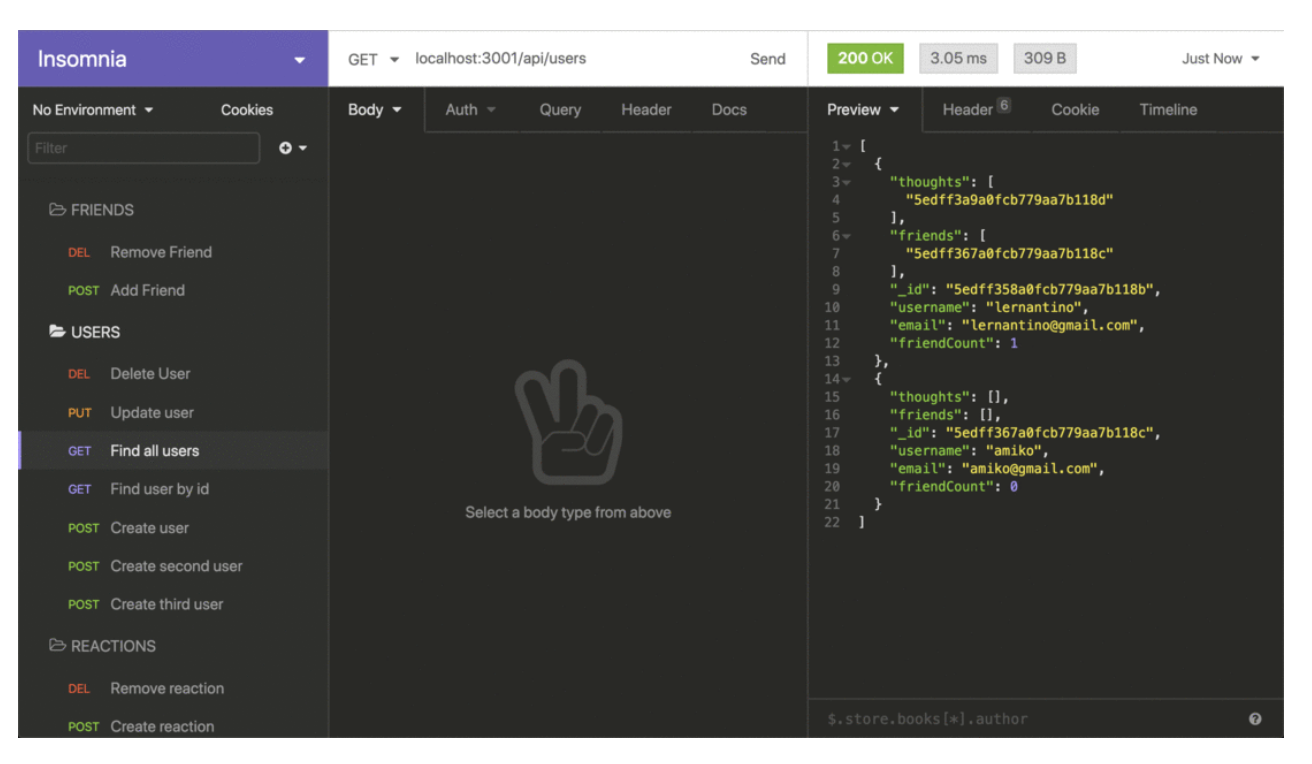 Insomnia
GET localhost:3001/api/users Send
200 OK 3.05 ms 309 B Just Now
No Environment Cookies
Filter
FRIENDS
DEL Remove Friend
POST Add Friend
USERS
DEL Delete User
PUT Update user
GET Find all users
GET Find user by id
POST Create user
POST Create second user
POST Create third user
REACTIONS
DEL Remove reaction
POST Create reaction
Body Auth Query Header Docs
Select a body type from above
Preview Header 6 Cookie Timeline
1 [
2 {
3 "thoughts": [
4 "5edff3a9a0fcb779aa7b118d"
5 ],
6 "friends": [
7 "5edff367a0fcb779aa7b118c"
8 ],
9 "_id": "5edff358a0fcb779aa7b118b",
10 "username": "lernantino",
11 "email": "lernantino@gmail.com",
12 "friendCount": 1
13 },
14 {
15 "thoughts": [],
16 "friends": [],
17 "_id": "5edff367a0fcb779aa7b118c",
18 "username": "amiko",
19 "email": "amiko@gmail.com",
20 "friendCount": 0
21 }
22 ]
$.store.books[*].author